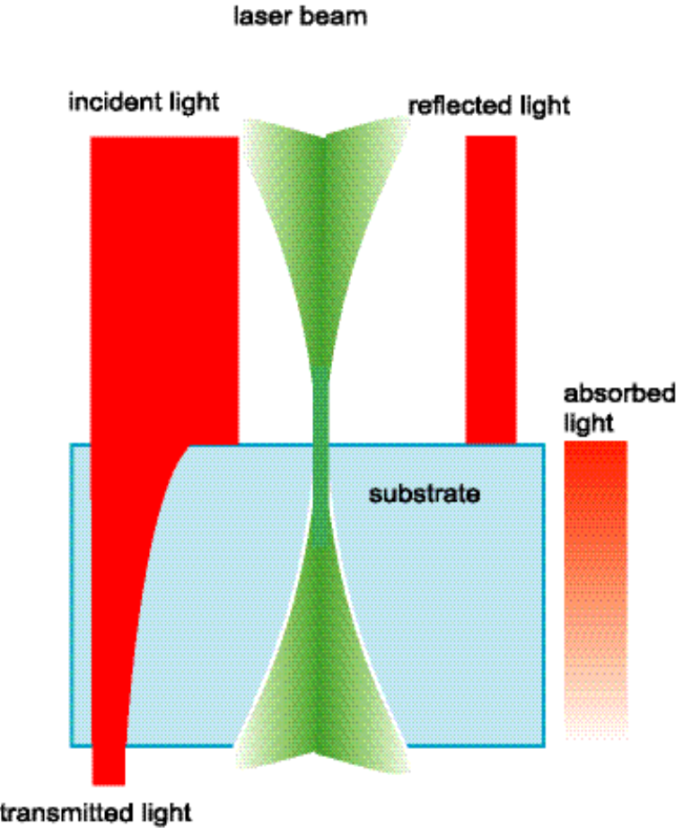 laser beam
incident light
reflected light
absorbed
light
substrate
transmitted light